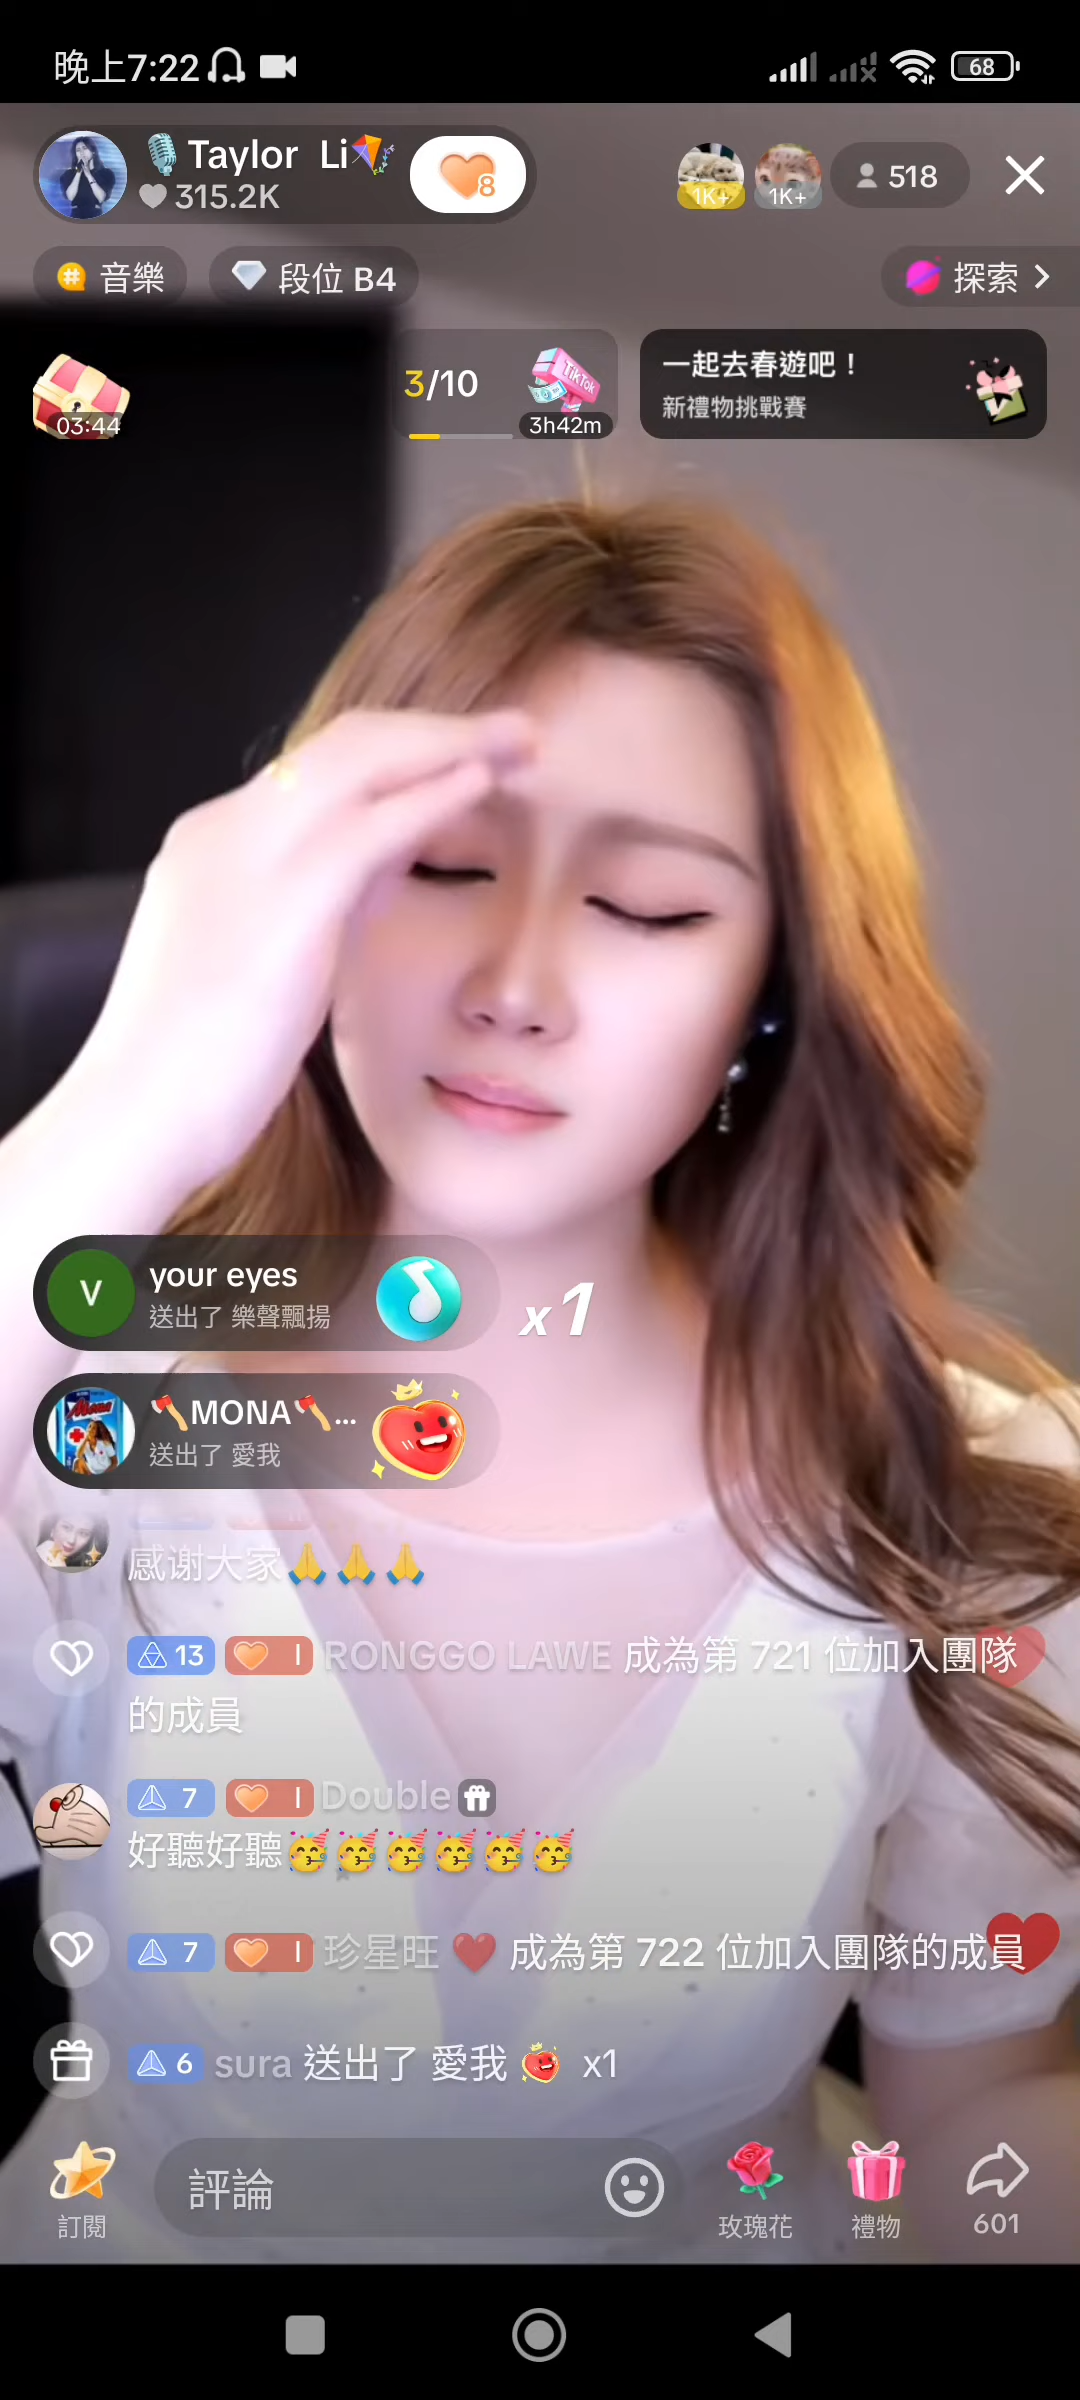 晚上7:22
68
🎙️Taylor Li🪁
315.2K
8
1K+
1K+
518
音樂
段位 B4
探索
03:44
3/10
TikTok
3h42m
一起去春遊吧！
新禮物挑戰賽
V
your eyes
送出了 樂聲飄揚
x1
Mona
🪓MONA🪓...
送出了 愛我
感谢大家🙏🙏🙏
13 I RONGGO LAWE 成為第 721 位加入團隊
的成員
7 I Double
好聽好聽🥳🥳🥳🥳🥳🥳
7 I 珍星旺 ❤️ 成為第 722 位加入團隊的成員
6 sura 送出了 愛我 x1
訂閱
評論
玫瑰花
禮物
601